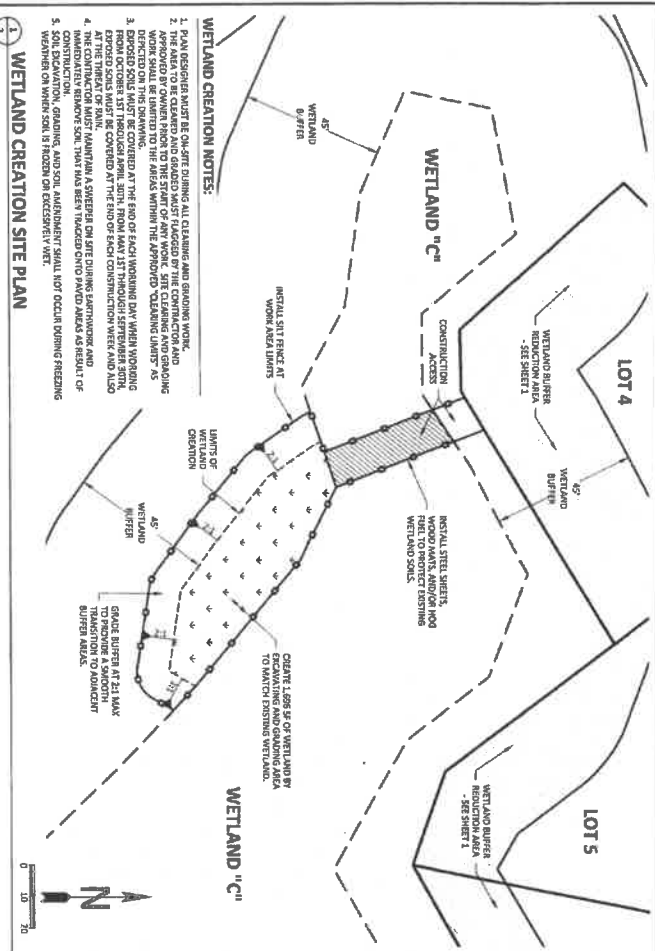 LOT 4
WETLAND BUFFER
REDUCTION AREA
- SEE SHEET 1
45'
WETLAND
BUFFER
LOT 5
WETLAND BUFFER
REDUCTION AREA
- SEE SHEET 1
WETLAND "C"
45'
WETLAND
BUFFER
CONSTRUCTION
ACCESS
INSTALL STEEL SHEETS,
WOOD MATS, AND/OR HOG
FUEL TO PROTECT EXISTING
WETLAND SOILS.
INSTALL SILT FENCE AT
WORK AREA LIMITS
LIMITS OF
WETLAND
CREATION
2:1
2:1
2:1
2:1
CREATE 1,606 SF OF WETLAND BY
EXCAVATING AND GRADING AREA
TO MATCH EXISTING WETLAND.
WETLAND "C"
45'
WETLAND
BUFFER
GRADE BUFFER AT 2:1 MAX
TO PROVIDE A SMOOTH
TRANSITION TO ADJACENT
BUFFER AREAS.
WETLAND CREATION NOTES:
1. PLAN DESIGNER MUST BE ON-SITE DURING ALL CLEARING AND GRADING WORK.
2. THE AREA TO BE CLEARED AND GRADED MUST FLAGGED BY THE CONTRACTOR AND
APPROVED BY OWNER PRIOR TO THE START OF ANY WORK. SITE CLEARING AND GRADING
WORK SHALL BE LIMITED TO THE AREAS WITHIN THE APPROVED "CLEARING LIMITS" AS
DEPICTED ON THIS DRAWING.
3. EXPOSED SOILS MUST BE COVERED AT THE END OF EACH WORKING DAY WHEN WORKING
FROM OCTOBER 1ST THROUGH APRIL 30TH. FROM MAY 1ST THROUGH SEPTEMBER 30TH,
EXPOSED SOILS MUST BE COVERED AT THE END OF EACH CONSTRUCTION WEEK AND ALSO
AT THE THREAT OF RAIN.
4. THE CONTRACTOR MUST MAINTAIN A SWEEPER ON SITE DURING EARTHWORK AND
IMMEDIATELY REMOVE SOIL THAT HAS BEEN TRACKED ONTO PAVED AREAS AS RESULT OF
CONSTRUCTION.
5. SOIL EXCAVATION, GRADING, AND SOIL AMENDMENT SHALL NOT OCCUR DURING FREEZING
WEATHER OR WHEN SOIL IS FROZEN OR EXCESSIVELY WET.
1
WETLAND CREATION SITE PLAN
N
0 10 20